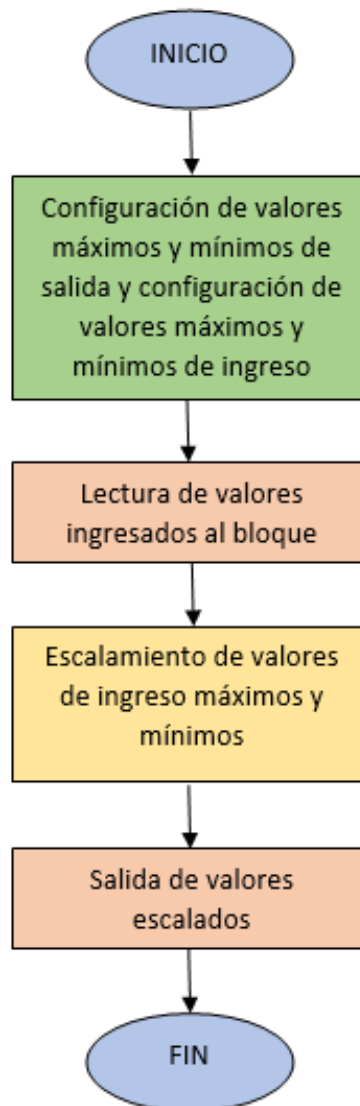 INICIO
Configuración de valores
máximos y mínimos de
salida y configuración de
valores máximos y
mínimos de ingreso
Lectura de valores
ingresados al bloque
Escalamiento de valores
de ingreso máximos y
mínimos
Salida de valores
escalados
FIN